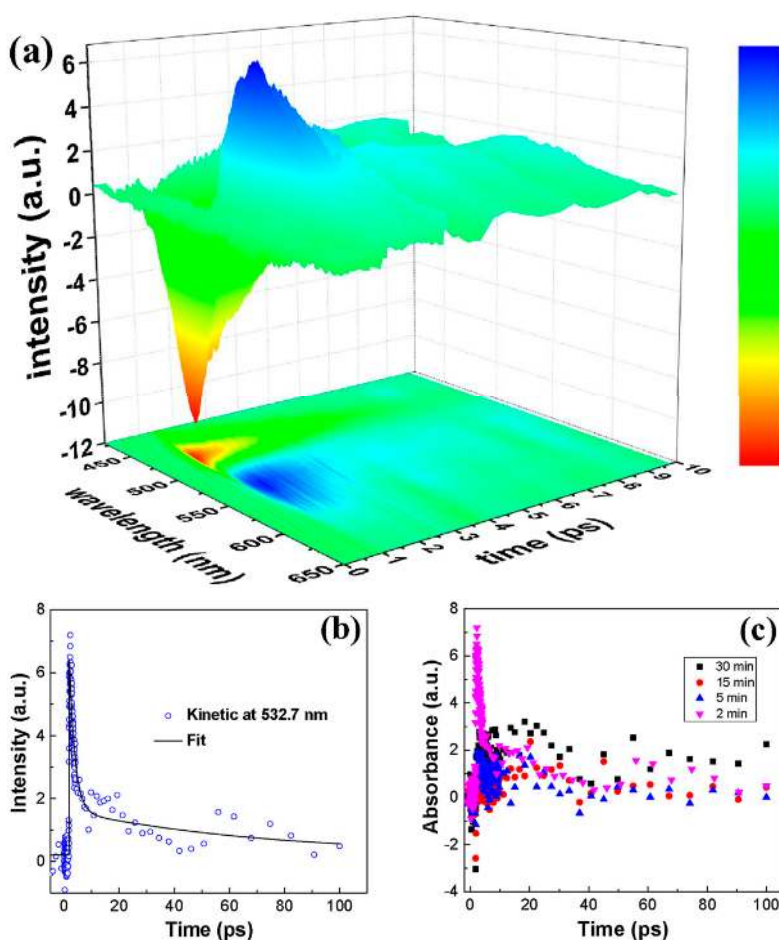 (a)
6
4
2
0
-2
-4
-6
-8
-10
-12
intensity (a.u.)
450
500
550
600
650
wavelength (nm)
0
1
2
3
4
5
6
7
8
9
10
time (ps)
(b)
8
6
4
2
0
Intensity (a.u.)
Kinetic at 532.7 nm
Fit
0 20 40 60 80 100
Time (ps)
(c)
8
6
4
2
0
-2
-4
Absorbance (a.u.)
30 min
15 min
5 min
2 min
0 20 40 60 80 100
Time (ps)